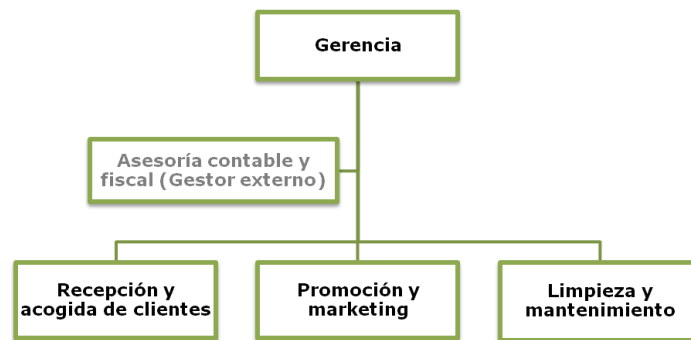 Gerencia
Asesoría contable y
fiscal (Gestor externo)
Recepción y
acogida de clientes
Promoción y
marketing
Limpieza y
mantenimiento